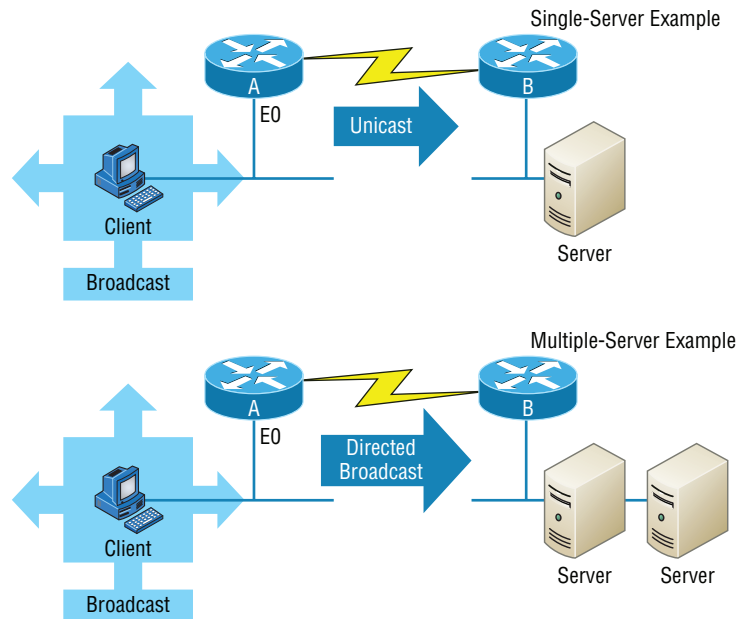 Single-Server Example
A
B
E0
Unicast
Client
Server
Broadcast
Multiple-Server Example
A
B
E0
Directed
Broadcast
Client
Server
Server
Broadcast